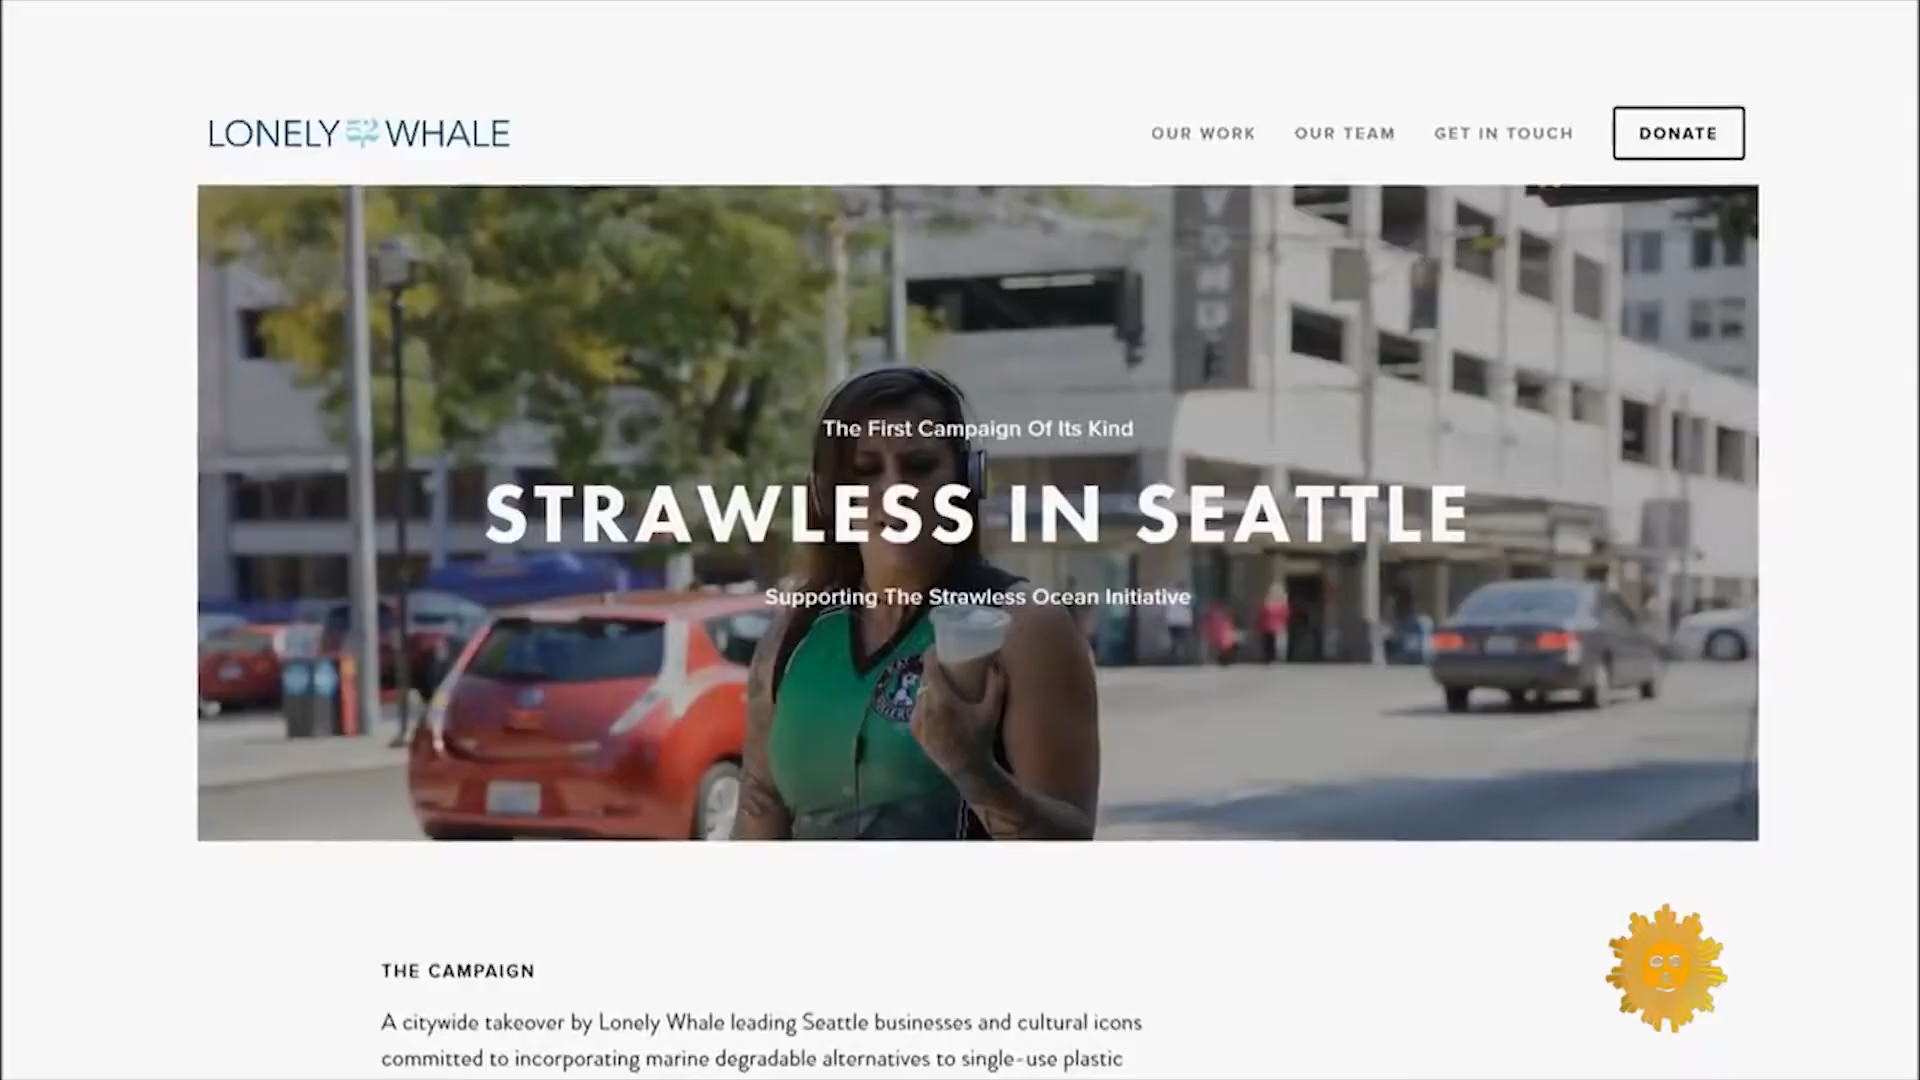 LONELY 52 WHALE
OUR WORK
OUR TEAM
GET IN TOUCH
DONATE
The First Campaign Of Its Kind
STRAWLESS IN SEATTLE
Supporting The Strawless Ocean Initiative
THE CAMPAIGN
A citywide takeover by Lonely Whale leading Seattle businesses and cultural icons
committed to incorporating marine degradable alternatives to single-use plastic